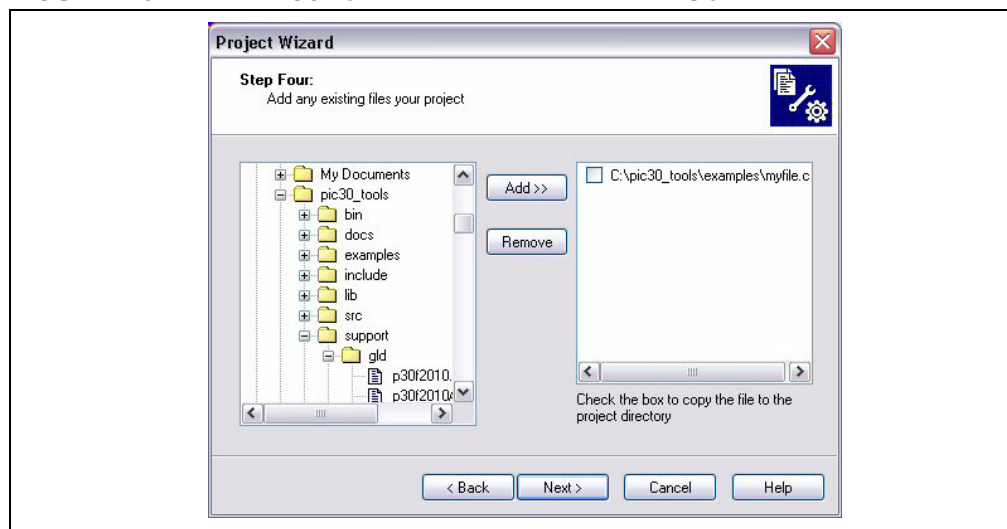 Project Wizard
Step Four:
Add any existing files your project
My Documents
pic30_tools
bin
docs
examples
include
lib
src
support
gld
p30f2010.
p30f2010
Add >>
Remove
C:\pic30_tools\examples\myfile.c
Check the box to copy the file to the
project directory
< Back
Next >
Cancel
Help